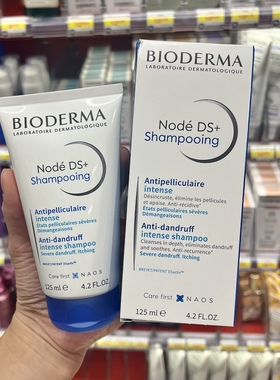 BIODERMA
LABORATOIRE DERMATOLOGIQUE
Nodé DS+
Shampooing
Antipelliculaire
intense
États pelliculaires sévères
Démangeaisons
Anti-dandruff
intense shampoo
Severe dandruff, Itching
Care first
NAOS
125 ml
4.2 FL.OZ.
BIODERMA
LABORATOIRE DERMATOLOGIQUE
Nodé DS+
Shampooing
Antipelliculaire
intense
Désincruste, élimine les pellicules
et apaise. Anti-récidive*
États pelliculaires sévères
Démangeaisons
Anti-dandruff
intense shampoo
Cleanses in depth, eliminates dandruff
and soothes. Anti-recurrence*
Severe dandruff, Itching
Care first
NAOS
125 ml
4.2 FL.OZ.